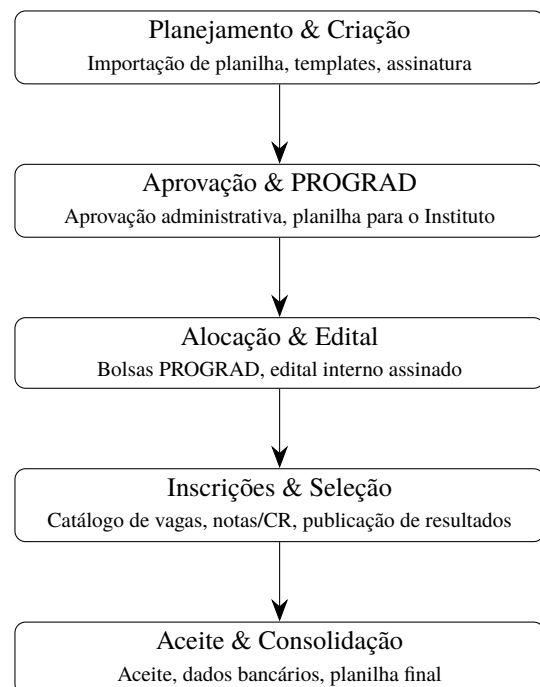 Planejamento & Criação
Importação de planilha, templates, assinatura
Aprovação & PROGRAD
Aprovação administrativa, planilha para o Instituto
Alocação & Edital
Bolsas PROGRAD, edital interno assinado
Inscrições & Seleção
Catálogo de vagas, notas/CR, publicação de resultados
Aceite & Consolidação
Aceite, dados bancários, planilha final